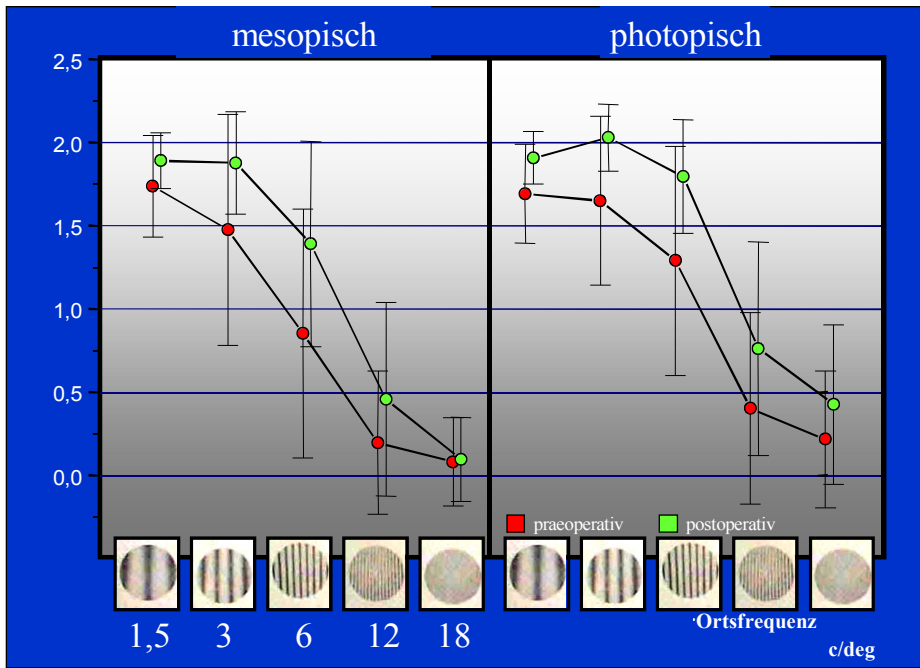 mesopisch photopisch
2,5
2,0
1,5
1,0
0,5
0,0
praeoperativ postoperativ
1,5 3 6 12 18
Ortsfrequenz
c/deg